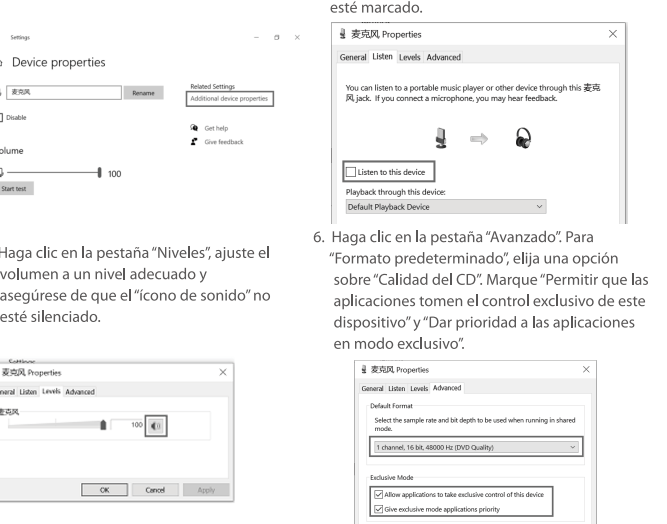 Settings
Device properties
麦克风
Rename
Disable
100
Start test
Related Settings
Additional device properties
Get help
Give feedback
Haga clic en la pestaña “Niveles”, ajuste el
volumen a un nivel adecuado y
asegúrese de que el “ícono de sonido” no
esté silenciado.
麦克风 Properties
Listen Levels Advanced
100
OK Cancel Apply
esté marcado.
麦克风 Properties
General Listen Levels Advanced
You can listen to a portable music player or other device through this 麦克
风 jack. If you connect a microphone, you may hear feedback.
Listen to this device
Playback through this device:
Default Playback Device
6. Haga clic en la pestaña “Avanzado”. Para
“Formato predeterminado”, elija una opción
sobre “Calidad del CD”. Marque “Permitir que las
aplicaciones tomen el control exclusivo de este
dispositivo” y “Dar prioridad a las aplicaciones
en modo exclusivo”.
麦克风 Properties
General Listen Levels Advanced
Default Format
Select the sample rate and bit depth to be used when running in shared
mode.
1 channel, 16 bit, 48000 Hz (DVD Quality)
Exclusive Mode
Allow applications to take exclusive control of this device
Give exclusive mode applications priority